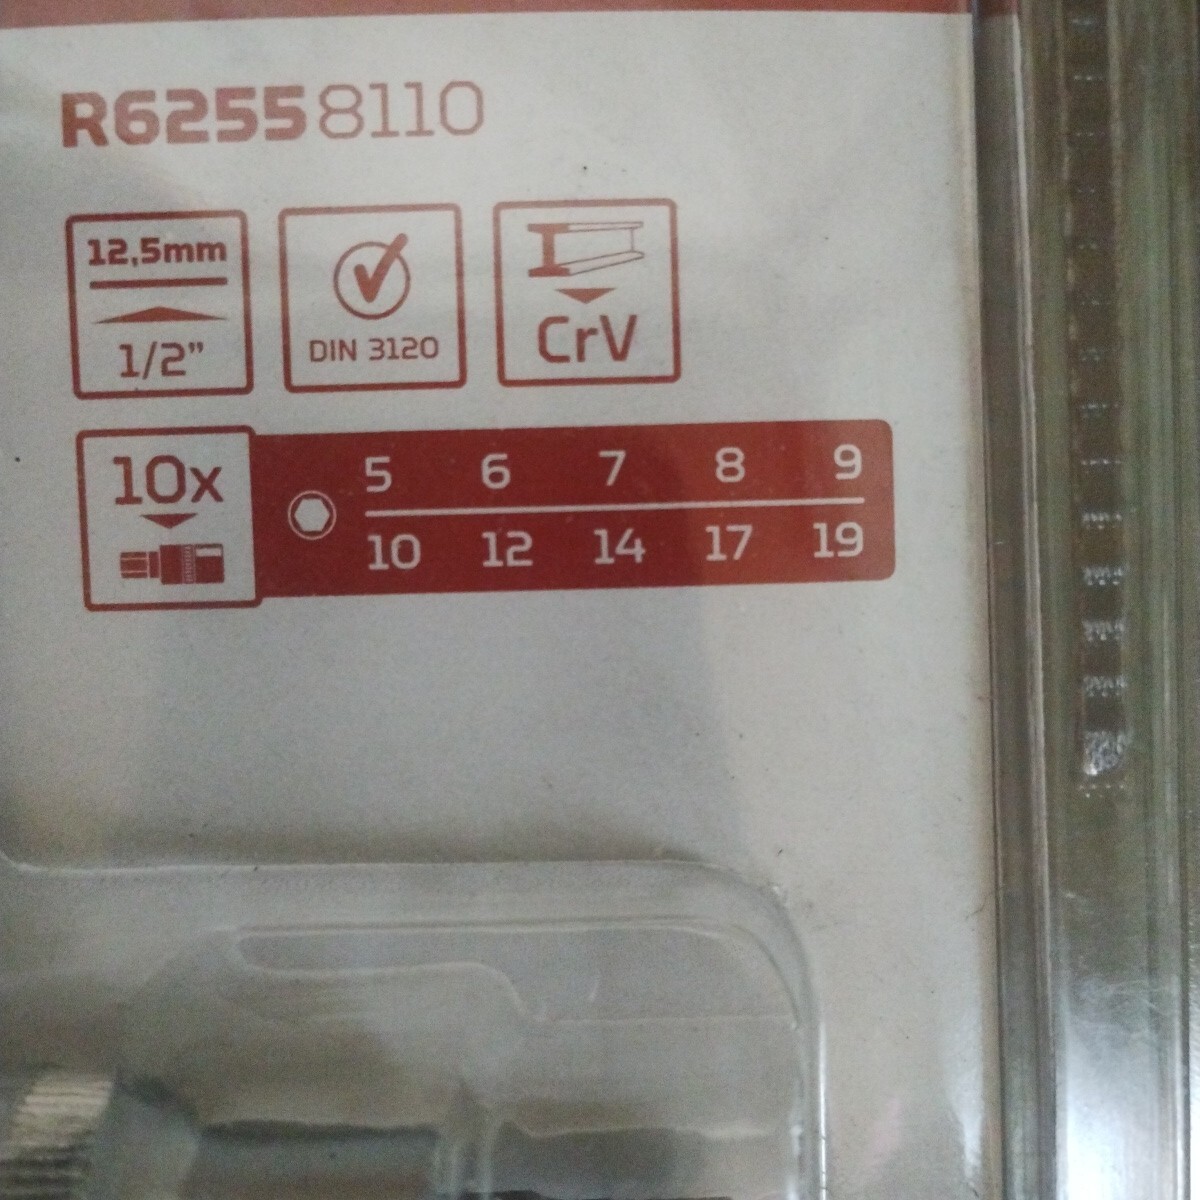 R62558110
12,5mm
1/2”
DIN 3120
CrV
10x
5 6 7 8 9
10 12 14 17 19